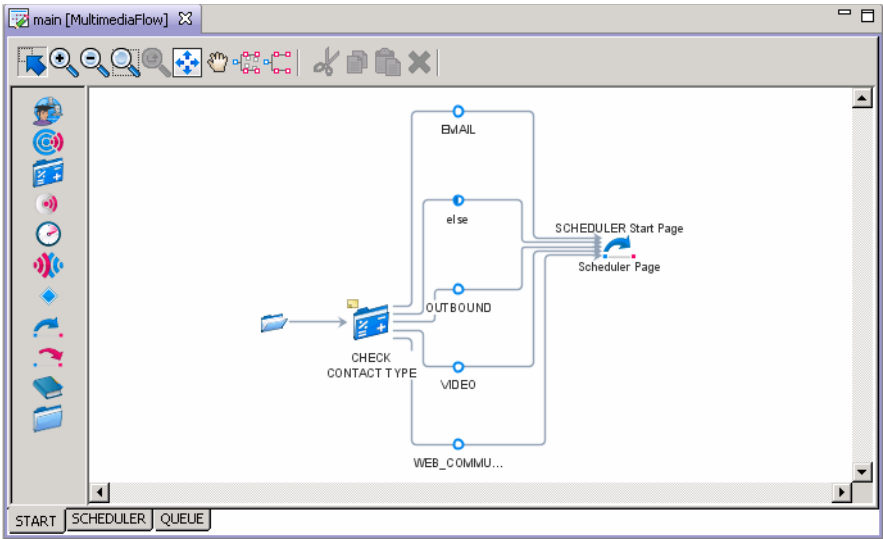 main [MultimediaFlow]
EMAIL
else
SCHEDULER Start Page
Scheduler Page
OUTBOUND
CHECK
CONTACT TYPE
VIDEO
WEB_COMMU...
START SCHEDULER QUEUE